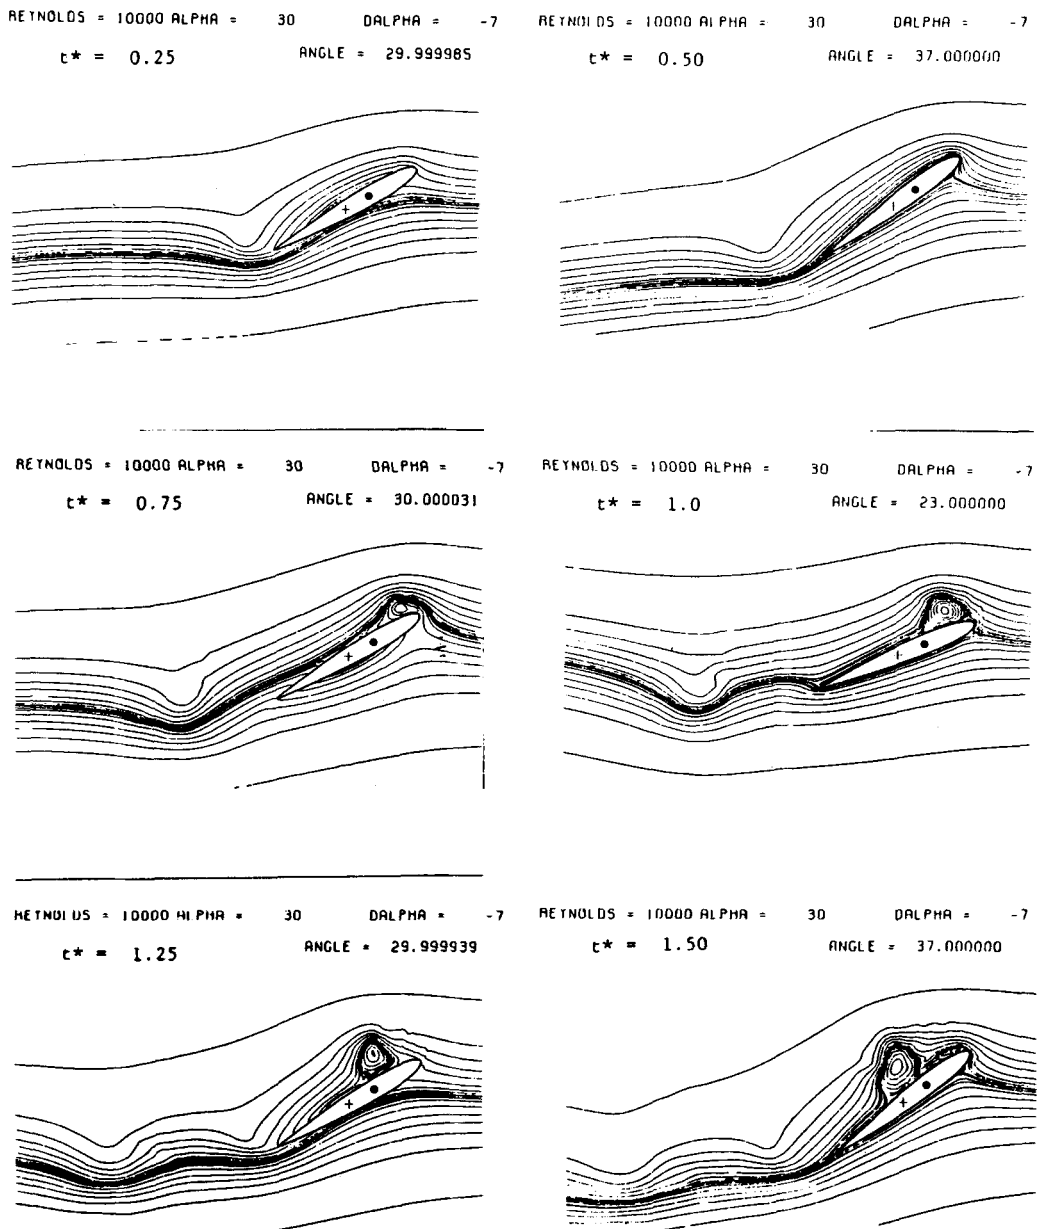 REYNOLDS = 10000 ALPHA = 30 DALPHA = -7
t* = 0.25 ANGLE = 29.999985
REYNOLDS = 10000 ALPHA = 30 DALPHA = -7
t* = 0.50 ANGLE = 37.000000
REYNOLDS = 10000 ALPHA = 30 DALPHA = -7
t* = 0.75 ANGLE = 30.000031
REYNOLDS = 10000 ALPHA = 30 DALPHA = -7
t* = 1.0 ANGLE = 23.000000
REYNOLDS = 10000 ALPHA = 30 DALPHA = -7
t* = 1.25 ANGLE = 29.999939
REYNOLDS = 10000 ALPHA = 30 DALPHA = -7
t* = 1.50 ANGLE = 37.000000